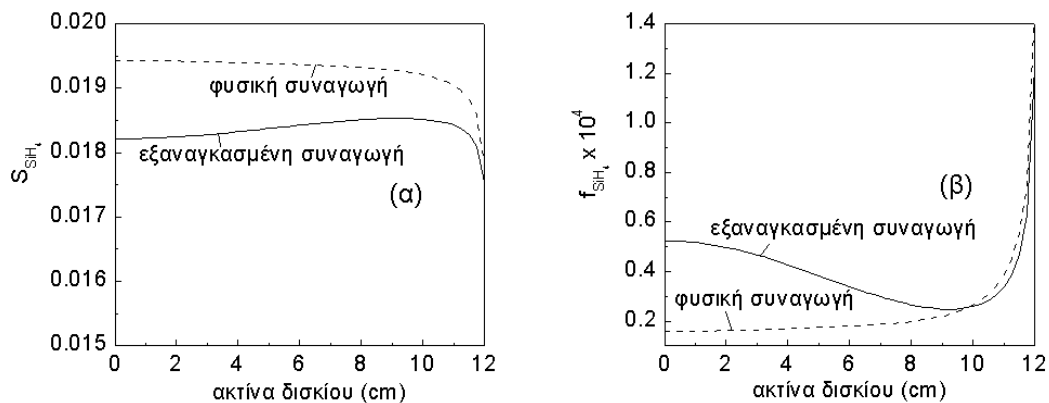 0.020
0.019
0.018
0.017
0.016
0.015
S_SiH₄
φυσική συναγωγή
εξαναγκασμένη συναγωγή
(α)
0 2 4 6 8 10 12
ακτίνα δισκίου (cm)
1.4
1.2
1.0
0.8
0.6
0.4
0.2
f_SiH₄ x 10⁴
(β)
εξαναγκασμένη συναγωγή
φυσική συναγωγή
0 2 4 6 8 10 12
ακτίνα δισκίου (cm)